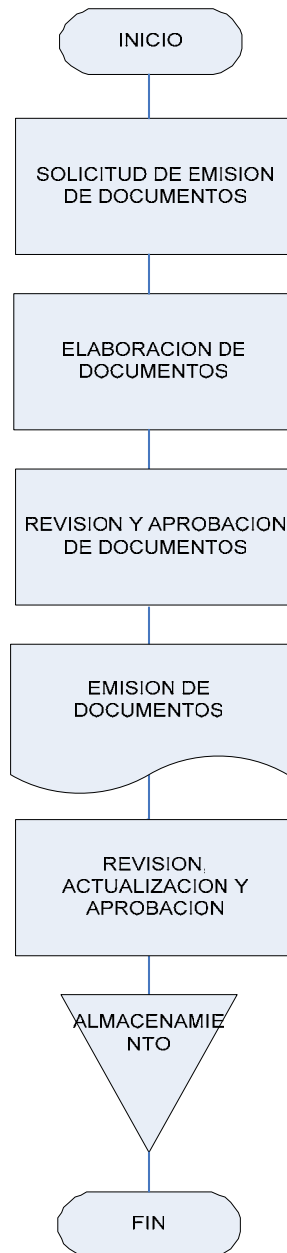 INICIO
SOLICITUD DE EMISION
DE DOCUMENTOS
ELABORACION DE
DOCUMENTOS
REVISION Y APROBACION
DE DOCUMENTOS
EMISION DE
DOCUMENTOS
REVISION,
ACTUALIZACION Y
APROBACION
ALMACENAMIE
NTO
FIN